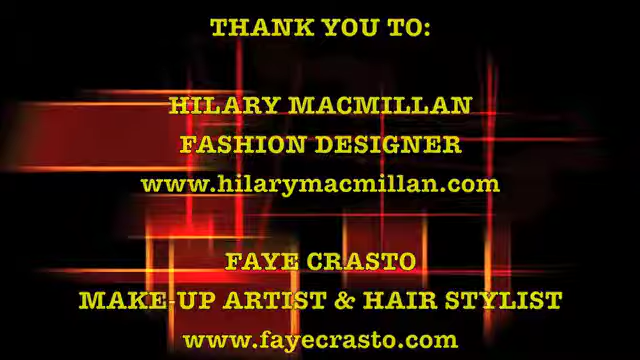 THANK YOU TO:
HILARY MACMILLAN
FASHION DESIGNER
www.hilarymacmillan.com
FAYE CRASTO
MAKE-UP ARTIST & HAIR STYLIST
www.fayecrasto.com